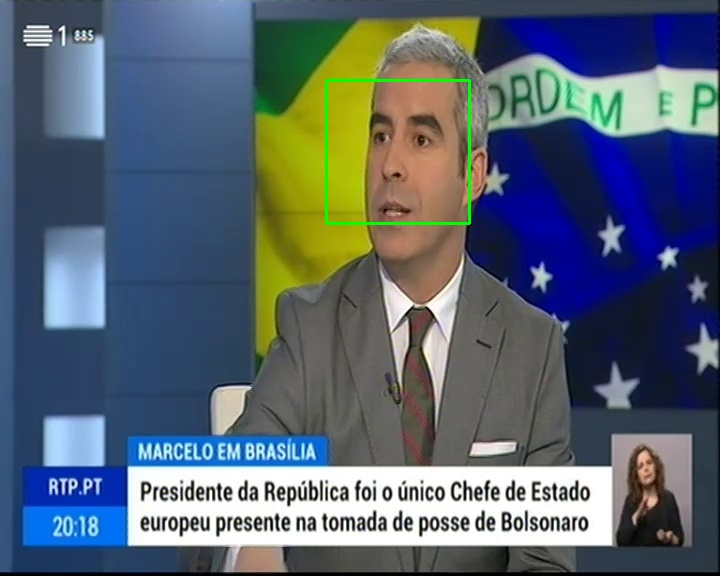 1 885
ORDEM E P
MARCELO EM BRASÍLIA
RTP.PT
Presidente da República foi o único Chefe de Estado
20:18
europeu presente na tomada de posse de Bolsonaro